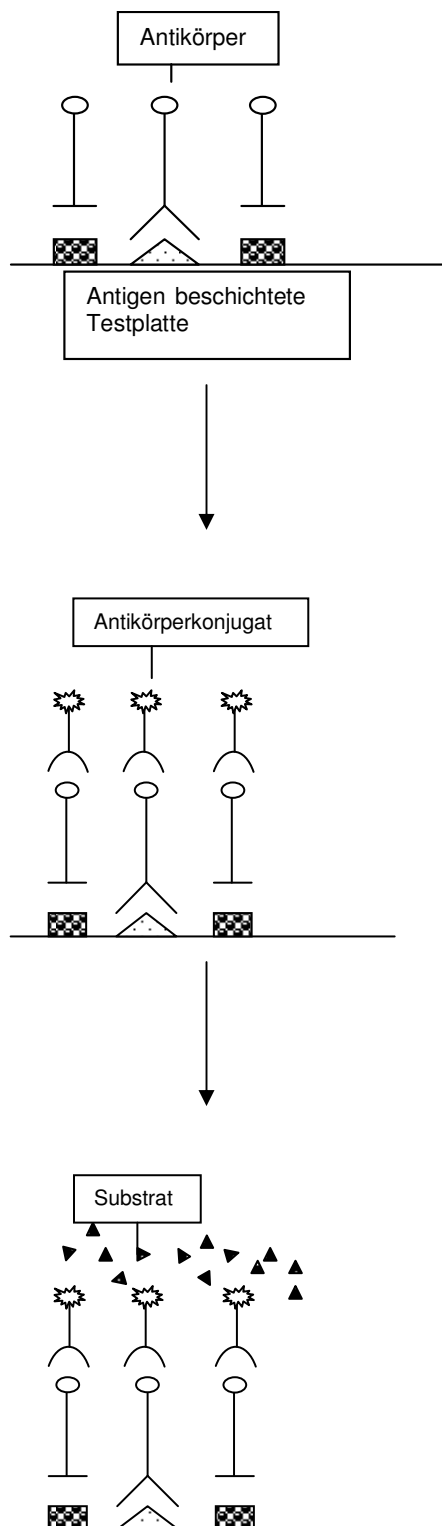 Antikörper
Antigen beschichtete
Testplatte
Antikörperkonjugat
Substrat